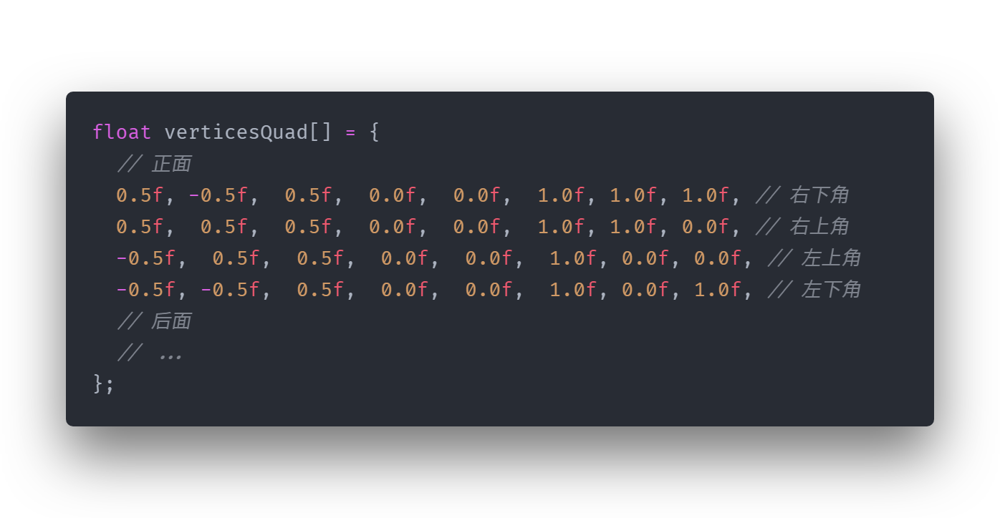 float verticesQuad[] = {
  // 正面
  0.5f, -0.5f,  0.5f,  0.0f,  0.0f,  1.0f, 1.0f, 1.0f, // 右下角
  0.5f,  0.5f,  0.5f,  0.0f,  0.0f,  1.0f, 1.0f, 0.0f, // 右上角
  -0.5f,  0.5f,  0.5f,  0.0f,  0.0f,  1.0f, 0.0f, 0.0f, // 左上角
  -0.5f, -0.5f,  0.5f,  0.0f,  0.0f,  1.0f, 0.0f, 1.0f, // 左下角
  // 后面
  // ...
};